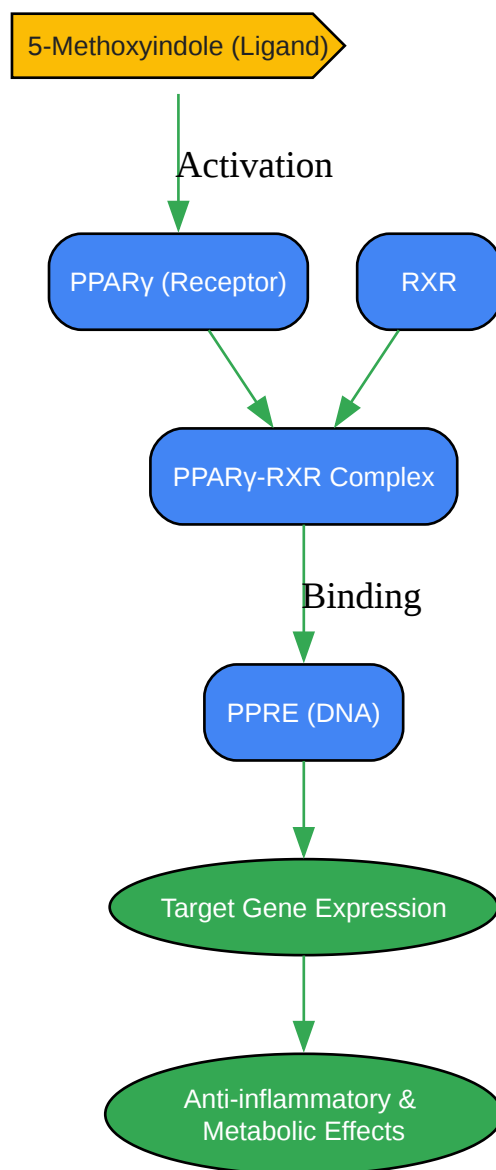 5-Methoxyindole (Ligand)
Activation
PPARγ (Receptor)
RXR
PPARγ-RXR Complex
Binding
PPRE (DNA)
Target Gene Expression
Anti-inflammatory &
Metabolic Effects